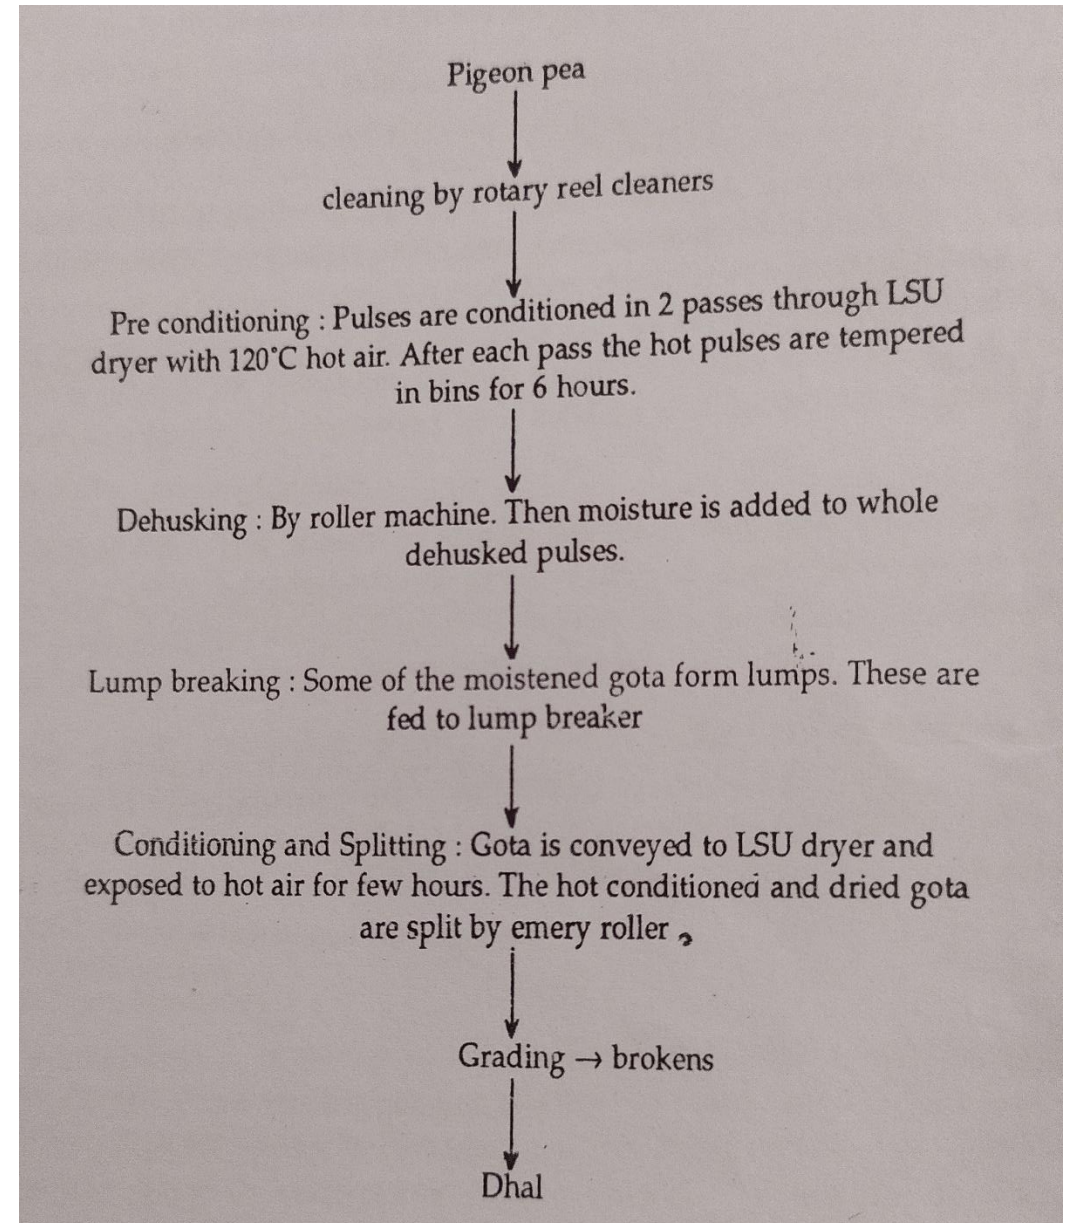 Pigeon pea
cleaning by rotary reel cleaners
Pre conditioning : Pulses are conditioned in 2 passes through LSU
dryer with 120°C hot air. After each pass the hot pulses are tempered
in bins for 6 hours.
Dehusking : By roller machine. Then moisture is added to whole
dehusked pulses.
Lump breaking : Some of the moistened gota form lumps. These are
fed to lump breaker
Conditioning and Splitting : Gota is conveyed to LSU dryer and
exposed to hot air for few hours. The hot conditioned and dried gota
are split by emery roller
Grading → brokens
Dhal